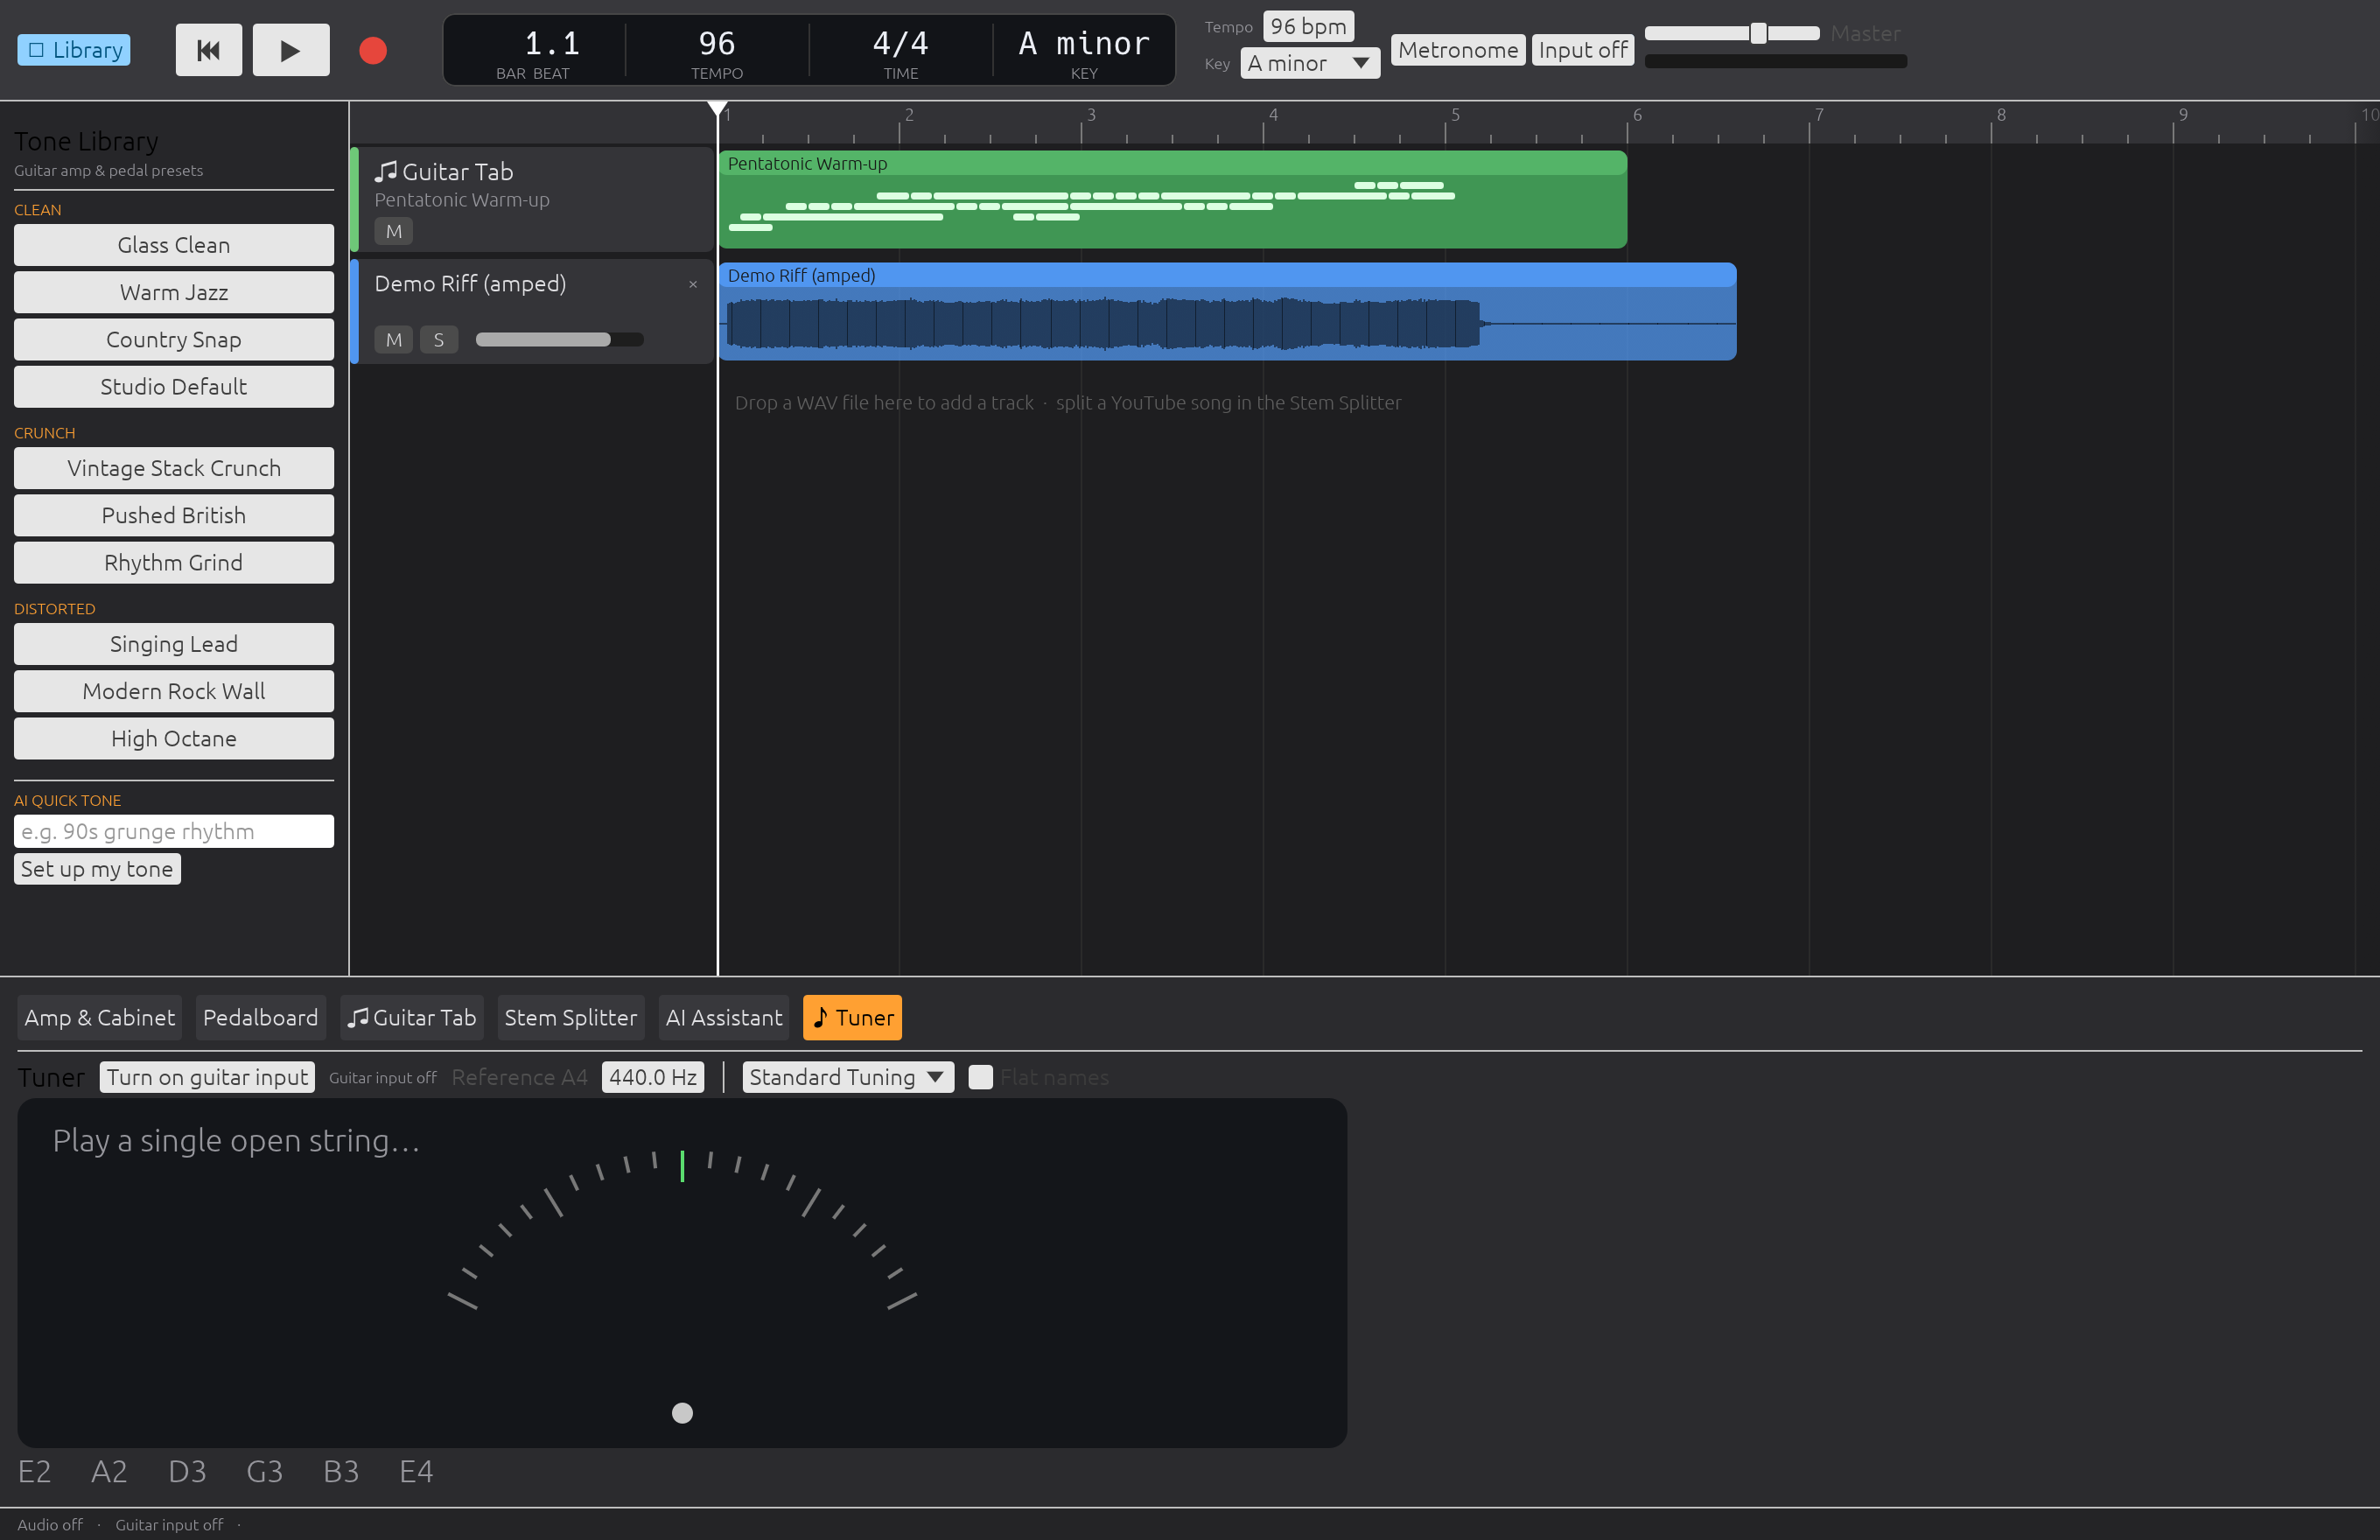 Library
1.1
BAR BEAT
96
TEMPO
4/4
TIME
A minor
KEY
Tempo 96 bpm
Key A minor
Metronome
Input off
Master
Tone Library
Guitar amp & pedal presets
CLEAN
Glass Clean
Warm Jazz
Country Snap
Studio Default
CRUNCH
Vintage Stack Crunch
Pushed British
Rhythm Grind
DISTORTED
Singing Lead
Modern Rock Wall
High Octane
AI QUICK TONE
e.g. 90s grunge rhythm
Set up my tone
1 2 3 4 5 6 7 8 9 10
Guitar Tab
Pentatonic Warm-up
M
Pentatonic Warm-up
Demo Riff (amped) ×
M S
Demo Riff (amped)
Drop a WAV file here to add a track · split a YouTube song in the Stem Splitter
Amp & Cabinet Pedalboard Guitar Tab Stem Splitter AI Assistant Tuner
Tuner Turn on guitar input Guitar input off Reference A4 440.0 Hz Standard Tuning Flat names
Play a single open string...
E2 A2 D3 G3 B3 E4
Audio off · Guitar input off ·